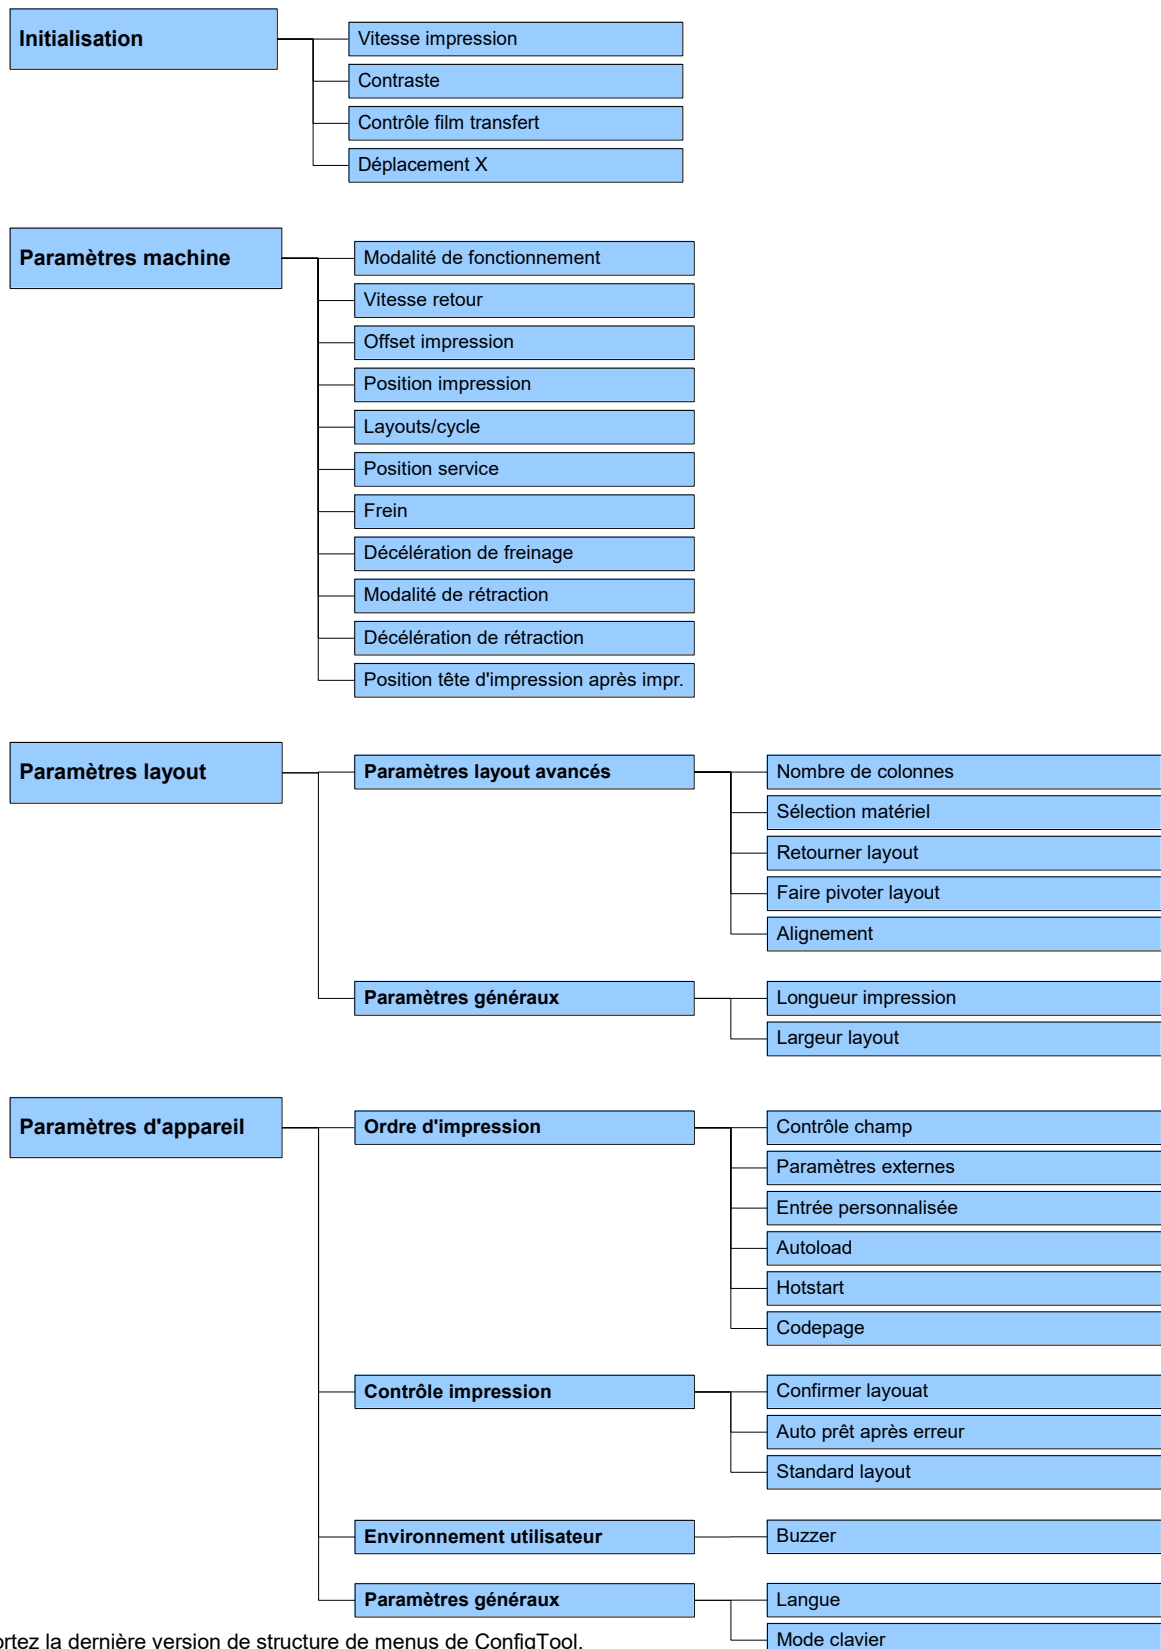 Initialisation
Vitesse impression
Contraste
Contrôle film transfert
Déplacement X
Paramètres machine
Modalité de fonctionnement
Vitesse retour
Offset impression
Position impression
Layouts/cycle
Position service
Frein
Décélération de freinage
Modalité de rétraction
Décélération de rétraction
Position tête d'impression après impr.
Paramètres layout
Paramètres layout avancés
Nombre de colonnes
Sélection matériel
Retourner layout
Faire pivoter layout
Alignement
Paramètres généraux
Longueur impression
Largeur layout
Paramètres d'appareil
Ordre d'impression
Contrôle champ
Paramètres externes
Entrée personnalisée
Autoload
Hotstart
Codepage
Contrôle impression
Confirmer layouat
Auto prêt après erreur
Standard layout
Environnement utilisateur
Buzzer
Paramètres généraux
Langue
Mode clavier
la dernière version de structure de menus de ConfigTool.